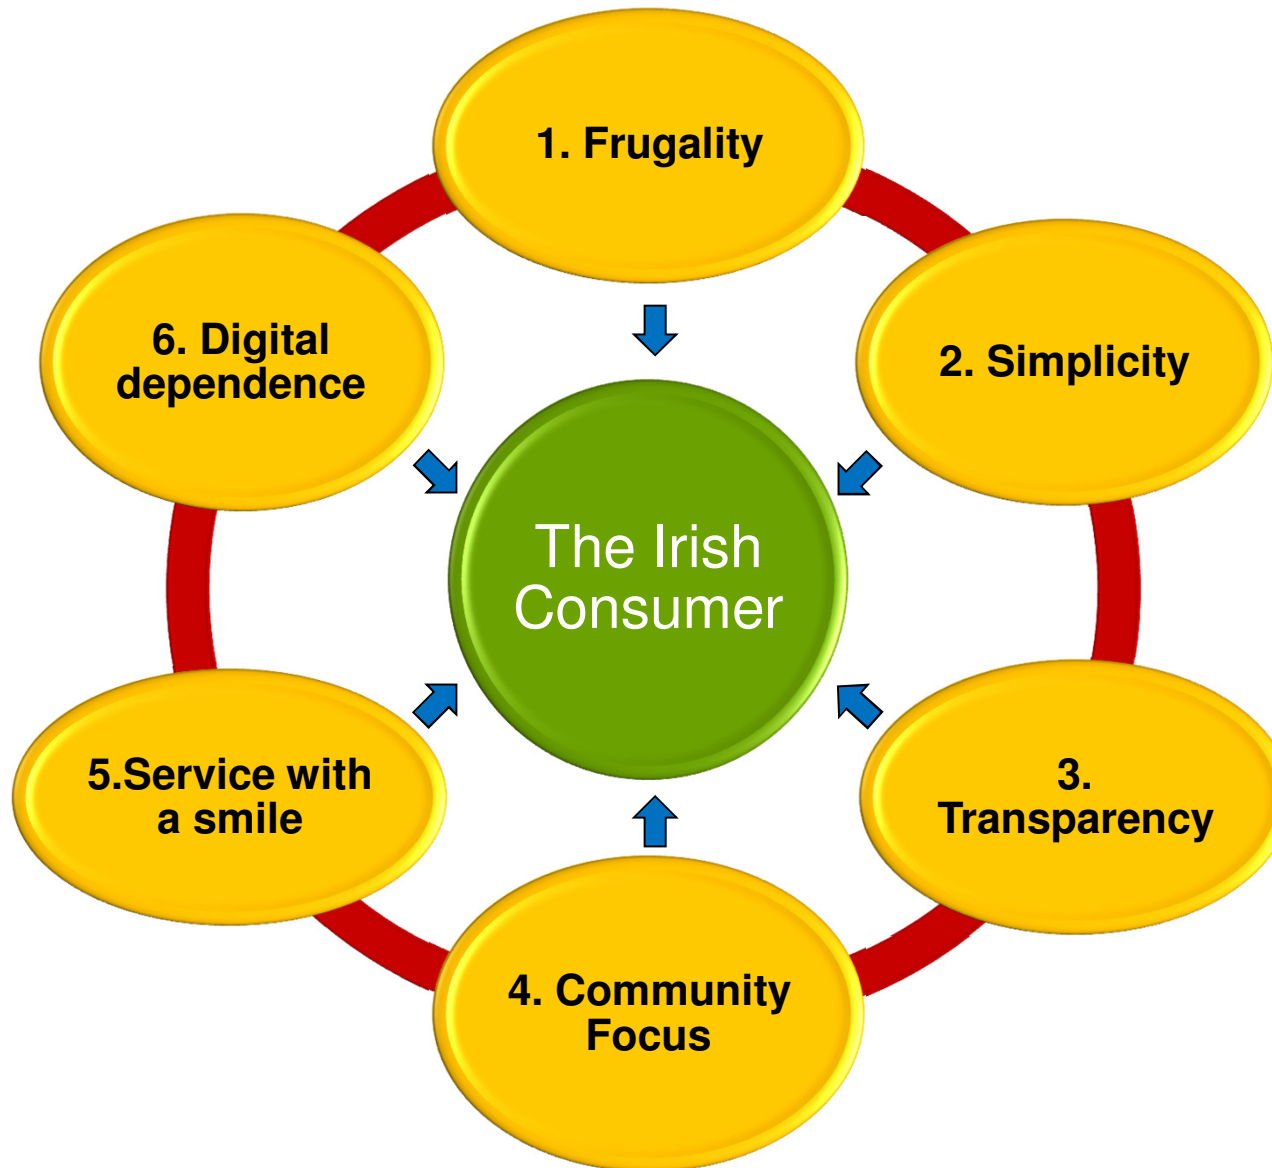 1. Frugality
2. Simplicity
3.
Transparency
4. Community
Focus
5.Service with
a smile
6. Digital
dependence
The Irish
Consumer